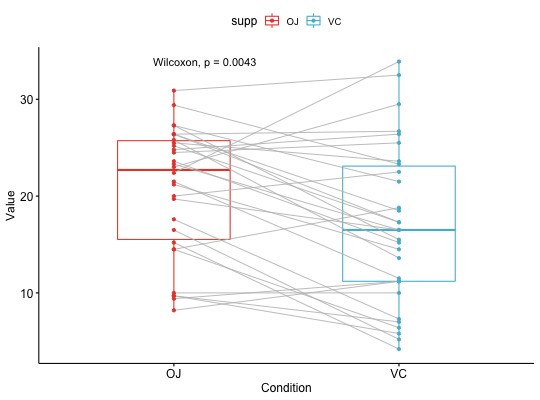 supp OJ VC
Wilcoxon, p = 0.0043
30
20
10
Value
OJ VC
Condition